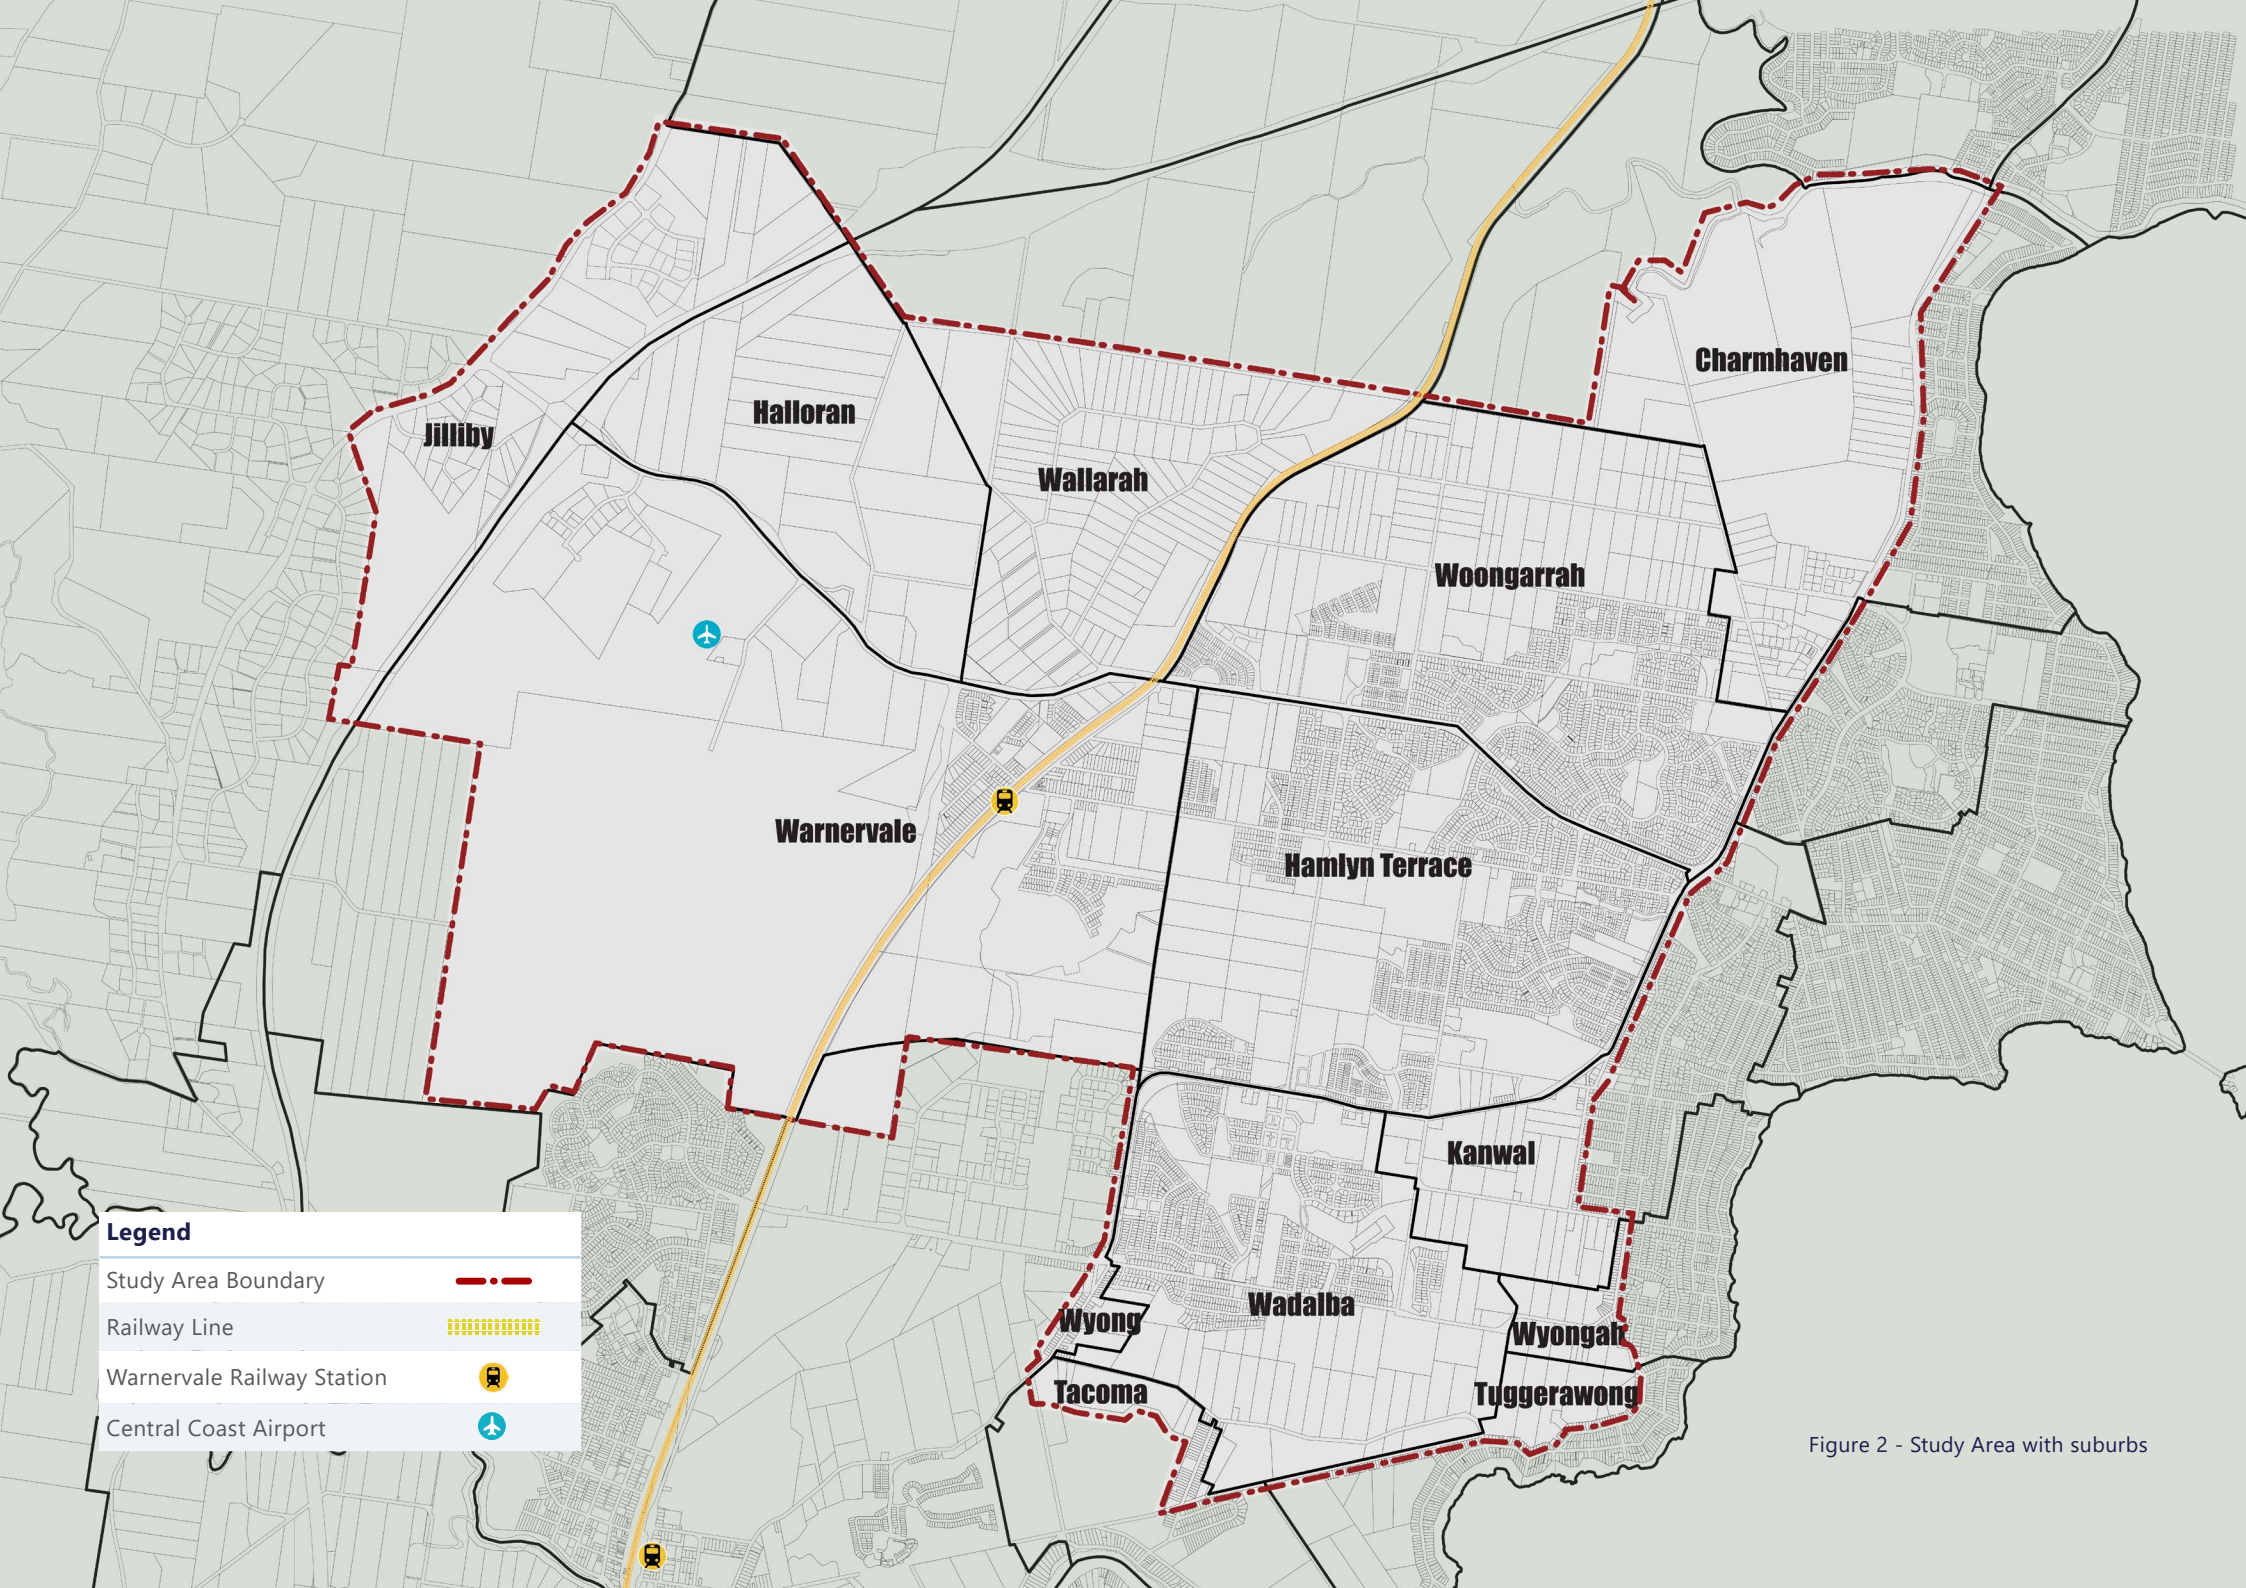 Charmhaven
Halloran
Jilliby
Wallarah
Woongarrah
Warnervale
Hamlyn Terrace
Kanwal
Wadalba
Wyong
Wyongah
Tacoma
Tuggerawong
Legend
Study Area Boundary
Railway Line
Warnervale Railway Station
Central Coast Airport
Figure 2 - Study Area with suburbs